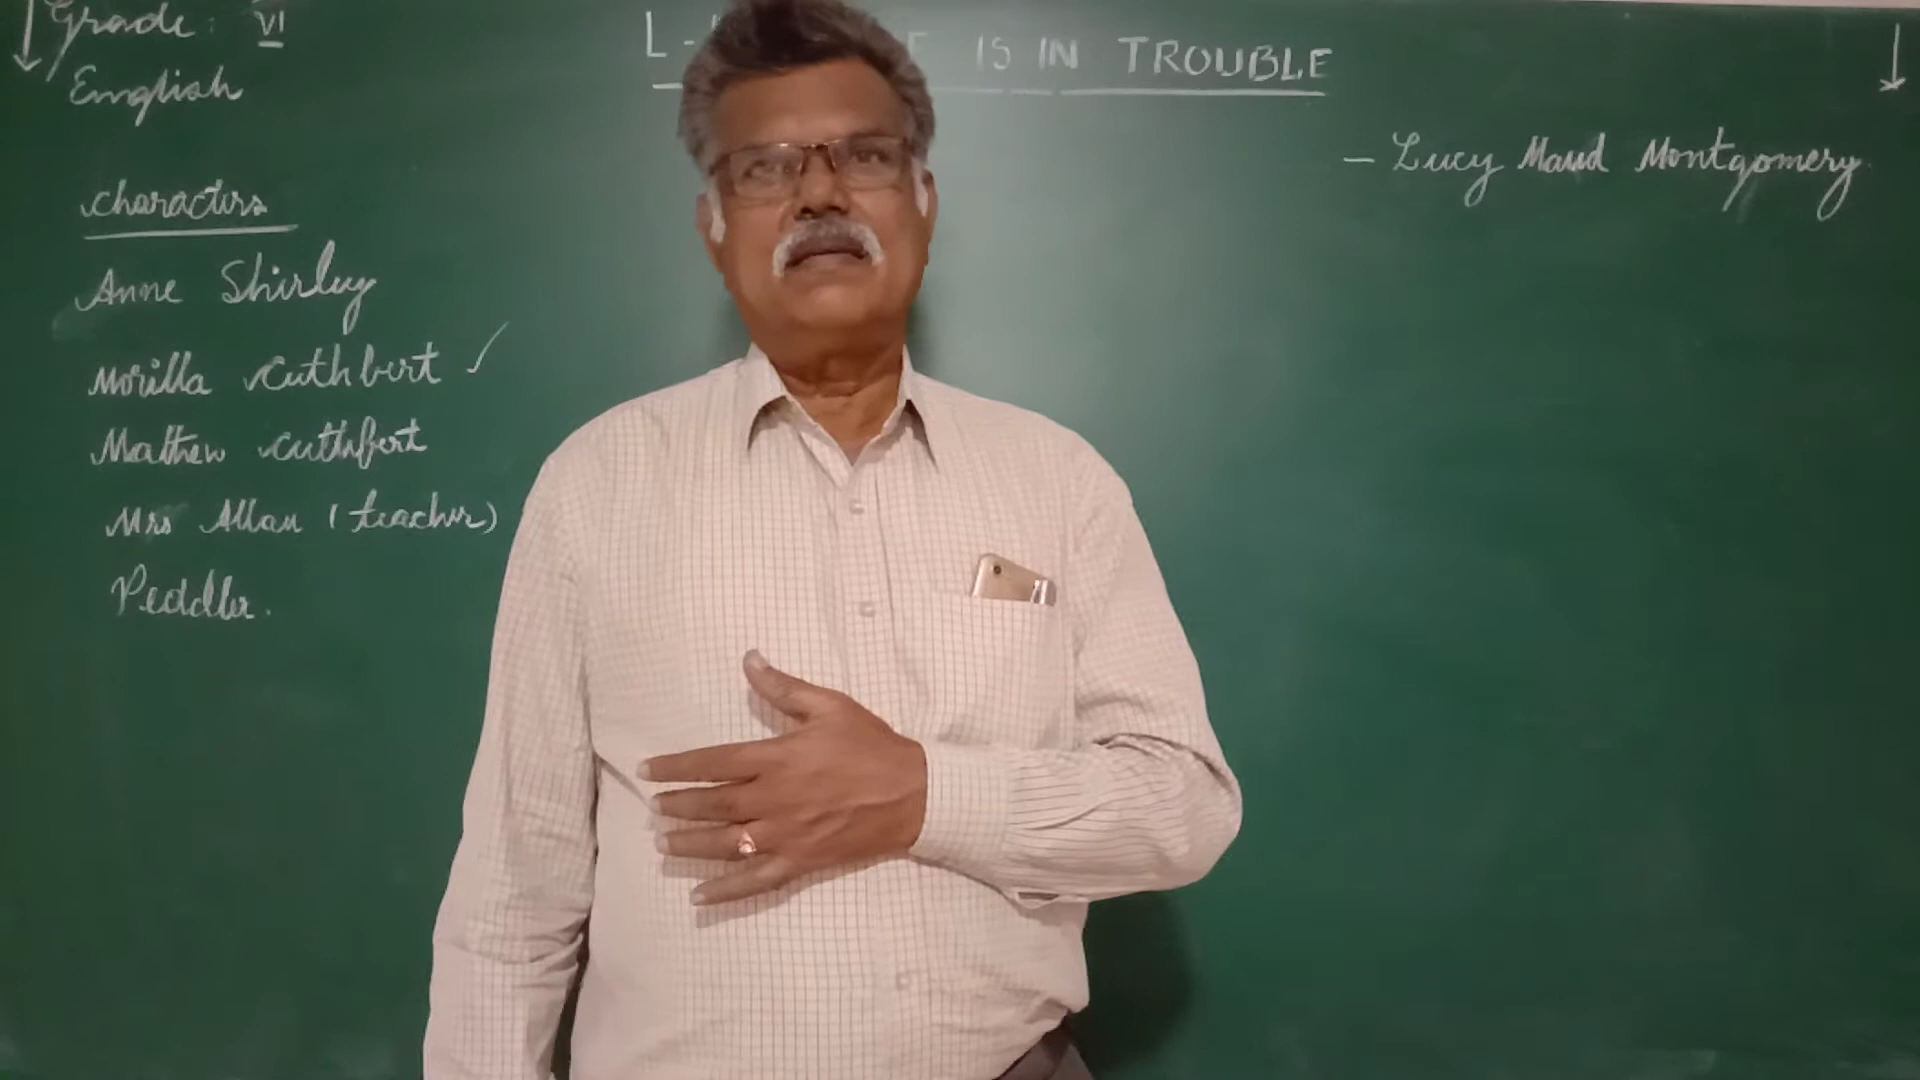 Grade: VI
English
L- IS IN TROUBLE
- Lucy Maud Montgomery
characters
Anne Shirley
Morilla Cuthbert ✓
Mathew Cuthbert
Mrs Allan (teacher)
Peddler.